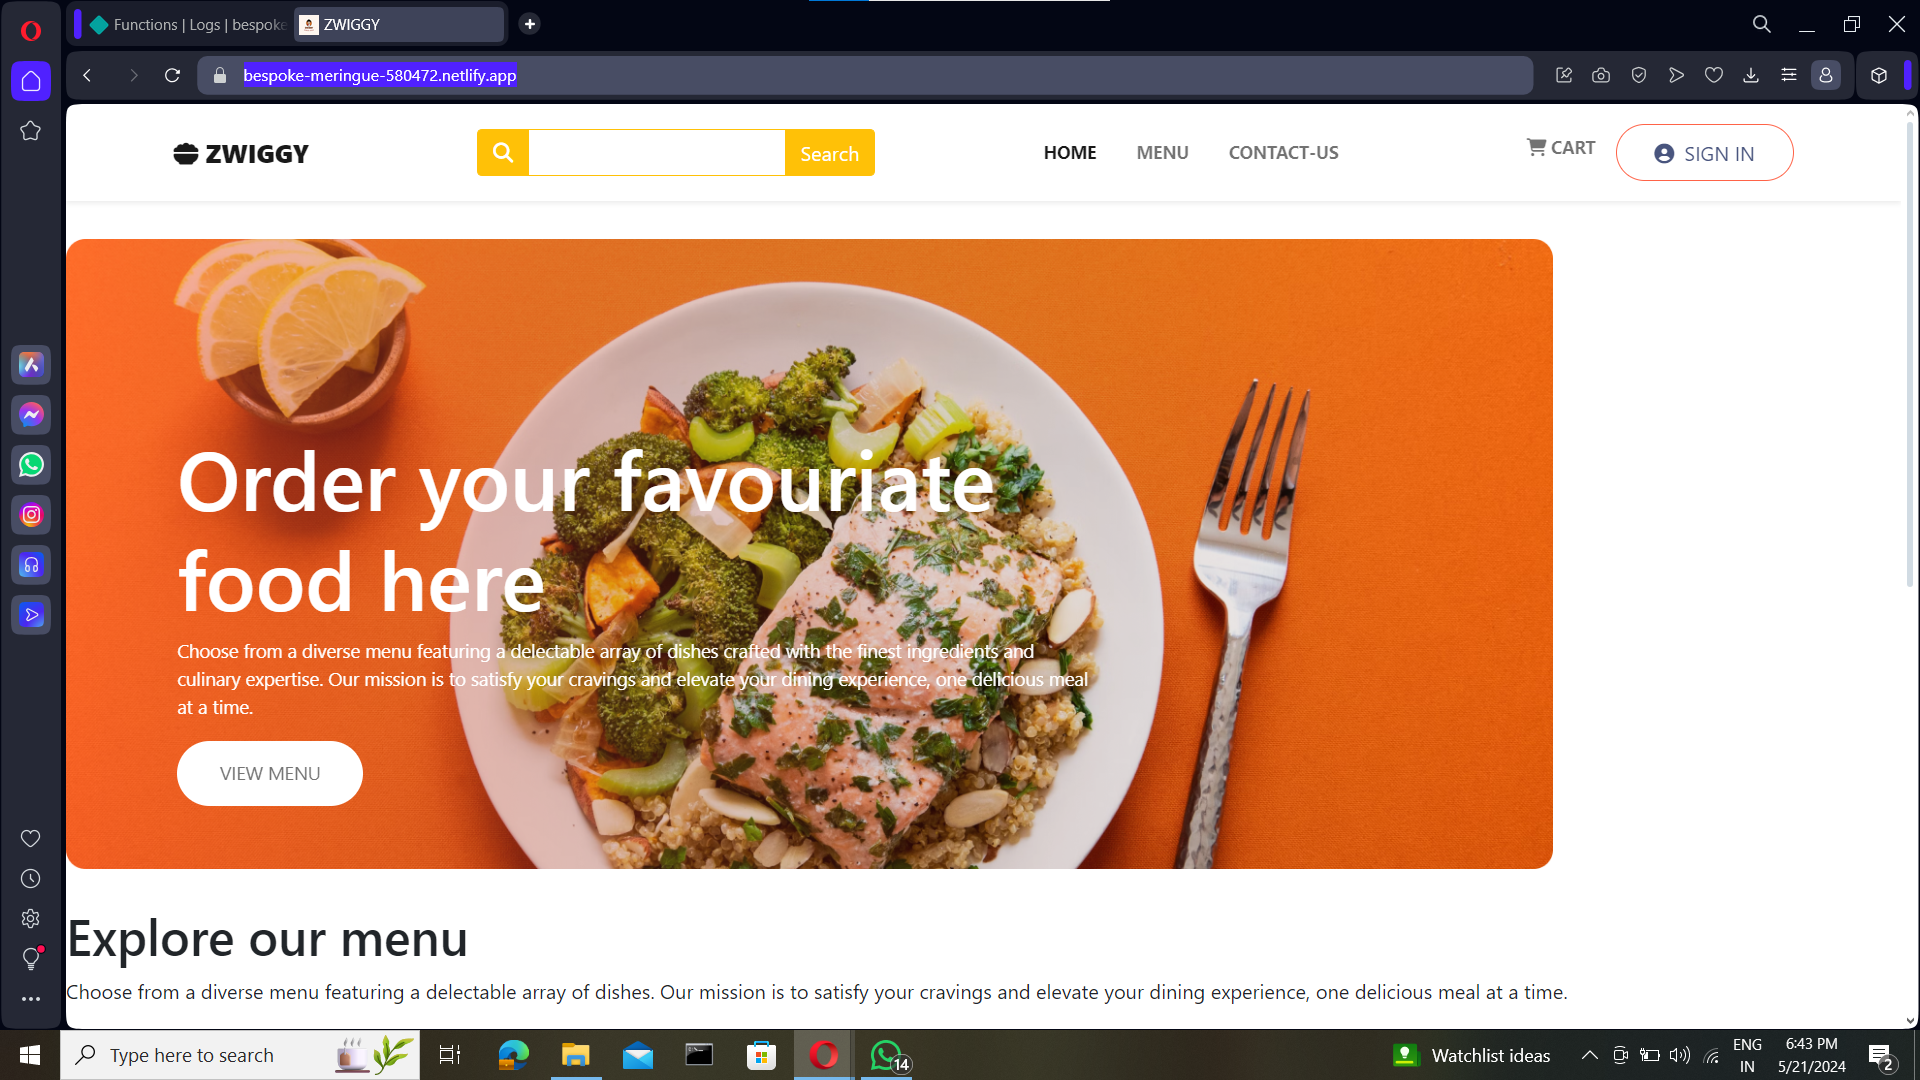 Functions | Logs | bespoke
ZWIGGY
bespoke-meringue-580472.netlify.app
ZWIGGY
Search
HOME
MENU
CONTACT-US
CART
SIGN IN
Order your favouriate
food here
Choose from a diverse menu featuring a delectable array of dishes crafted with the finest ingredients and
culinary expertise. Our mission is to satisfy your cravings and elevate your dining experience, one delicious meal
at a time.
VIEW MENU
Explore our menu
Choose from a diverse menu featuring a delectable array of dishes. Our mission is to satisfy your cravings and elevate your dining experience, one delicious meal at a time.
Type here to search
14
Watchlist ideas
ENG
IN
6:43 PM
5/21/2024
2